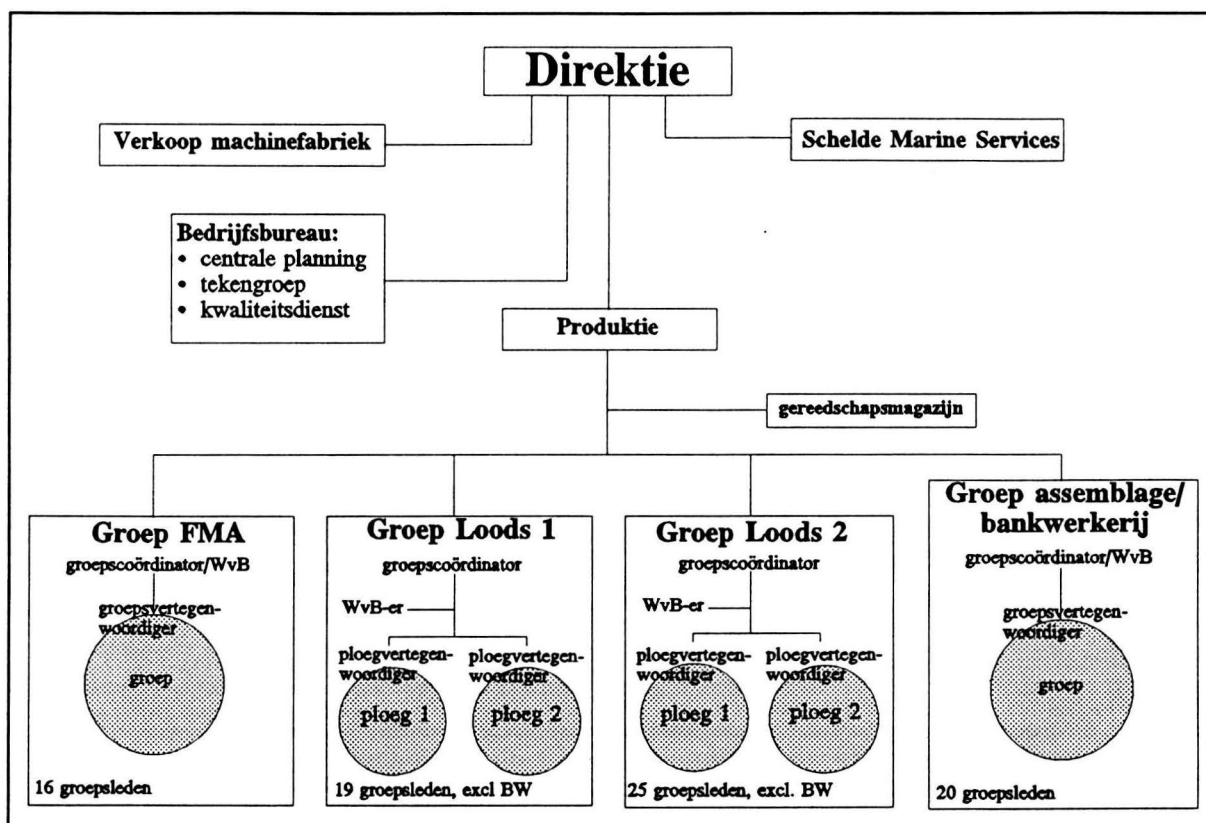 Direktie
Verkoop machinefabriek
Schelde Marine Services
Bedrijfsbureau:
• centrale planning
• tekengroep
• kwaliteitsdienst
Produktie
gereedschapsmagazijn
Groep FMA
groepscoördinator/WvB
groepsvertegen-
woordiger
groep
16 groepsleden
Groep Loods 1
groepscoördinator
WvB-er
ploegvertegen-
woordiger
ploeg 1
ploegvertegen-
woordiger
ploeg 2
19 groepsleden, excl BW
Groep Loods 2
groepscoördinator
WvB-er
ploegvertegen-
woordiger
ploeg 1
ploegvertegen-
woordiger
ploeg 2
25 groepsleden, excl. BW
Groep assemblage/
bankwerkerij
groepscoördinator/WvB
groepsvertegen-
woordiger
groep
20 groepsleden